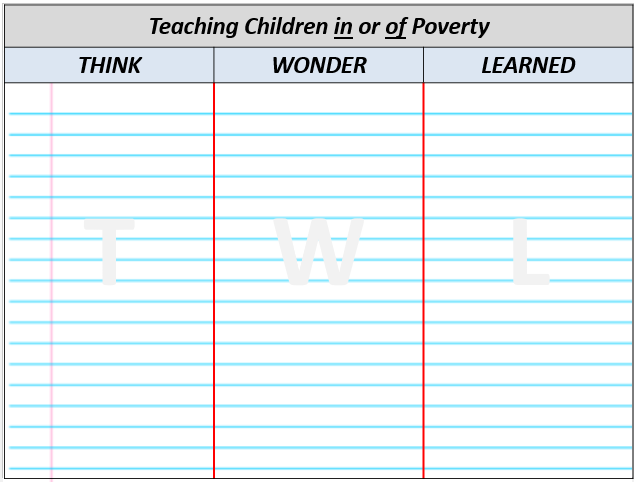 Teaching Children in or of Poverty
THINK WONDER LEARNED
T W L